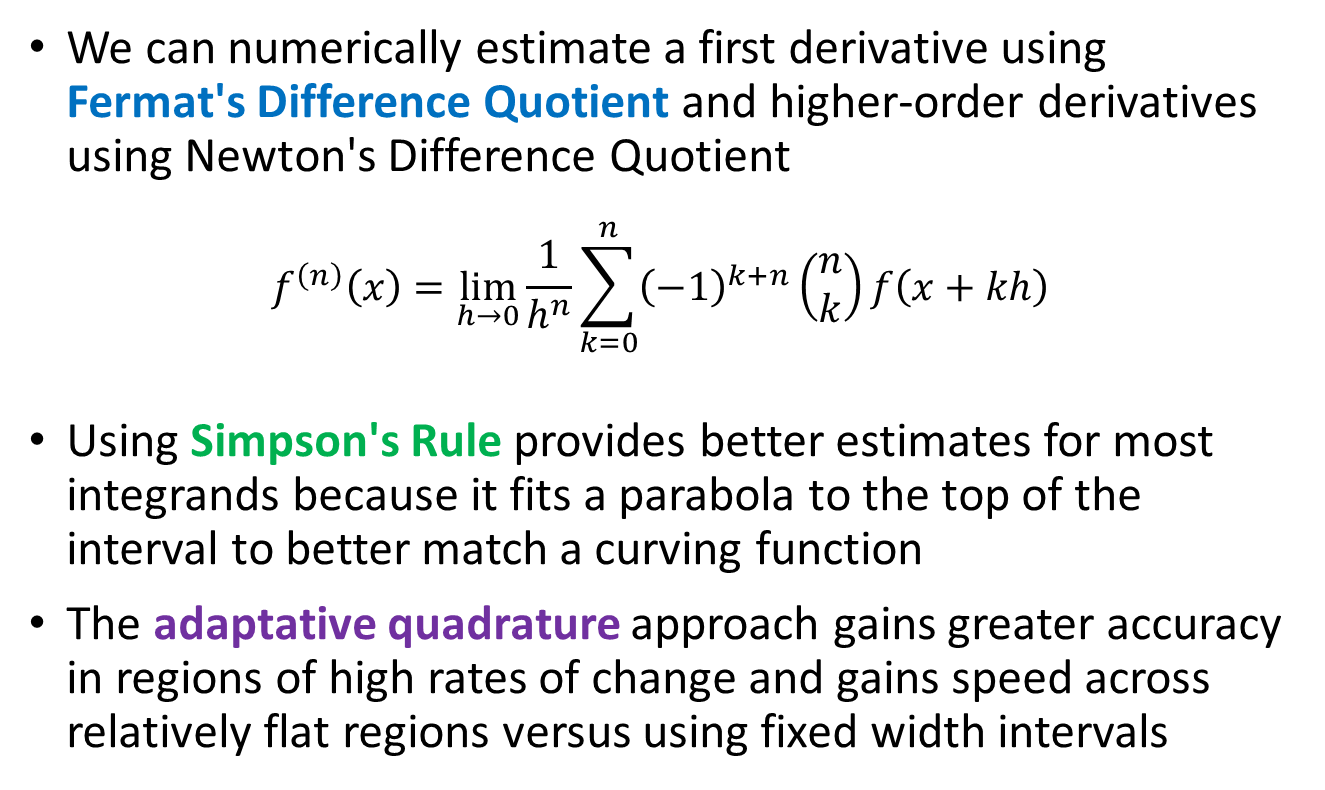 • We can numerically estimate a first derivative using
Fermat's Difference Quotient and higher-order derivatives
using Newton's Difference Quotient
f⁽ⁿ⁾(x) = lim_{h→0} 1/hⁿ ∑_{k=0}^{n} (−1)^{k+n} (n k) f(x + kh)
• Using Simpson's Rule provides better estimates for most
integrands because it fits a parabola to the top of the
interval to better match a curving function
• The adaptative quadrature approach gains greater accuracy
in regions of high rates of change and gains speed across
relatively flat regions versus using fixed width intervals